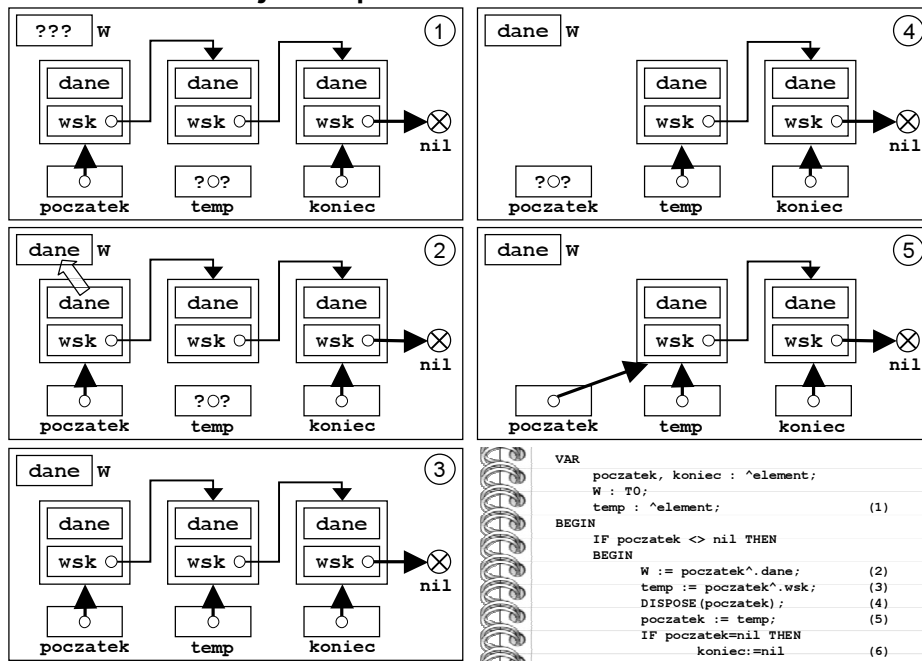 ??? W 1
dane dane dane
wsk wsk wsk
nil
? ?
poczatek temp koniec
dane W 2
dane dane dane
wsk wsk wsk
nil
? ?
poczatek temp koniec
dane W 3
dane dane dane
wsk wsk wsk
nil
poczatek temp koniec
dane W 4
dane dane
wsk wsk
nil
? ?
poczatek temp koniec
dane W 5
dane dane
wsk wsk
nil
poczatek temp koniec
VAR
poczatek, koniec : ^element;
W : TO;
temp : ^element; (1)
BEGIN
IF poczatek <> nil THEN
BEGIN
W := poczatek^.dane; (2)
temp := poczatek^.wsk; (3)
DISPOSE(poczatek); (4)
poczatek := temp; (5)
IF poczatek=nil THEN
koniec:=nil (6)